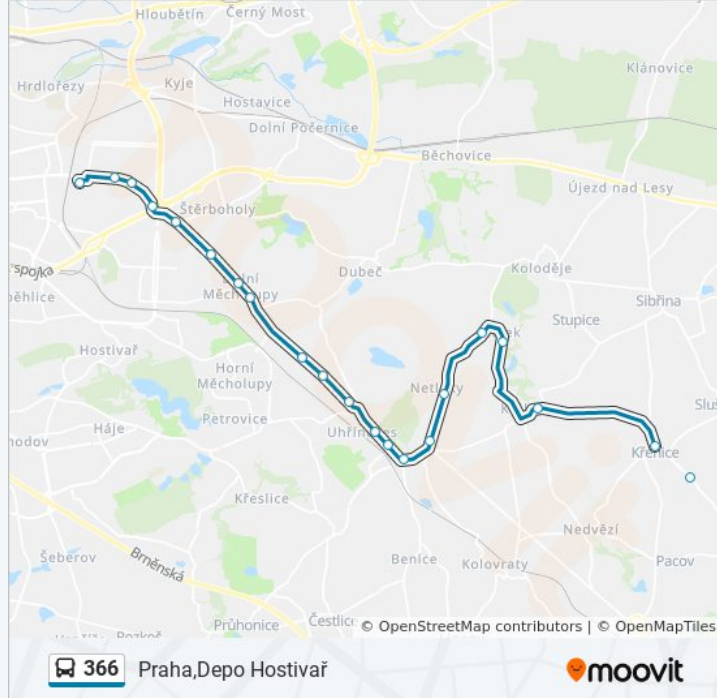 Hloubětín
Černý Most
Hrdlořezy
Kyje
Klánovice
Hostavice
Dolní Počernice
Běchovice
Újezd nad Lesy
Štěrboholy
spojka
Dubeč
Koloděje
Měcholupy
Sibřina
Stupice
Hostivař
Horní
Měcholupy
Petrovice
Háje
Křeslice
Křenice
Nedvězí
Šeberov
Brněnská
Benice
Kolovraty
Pacov
Průhonice
© OpenStreetMap contributors | © OpenMapTiles
366 Praha,Depo Hostivař
moovit